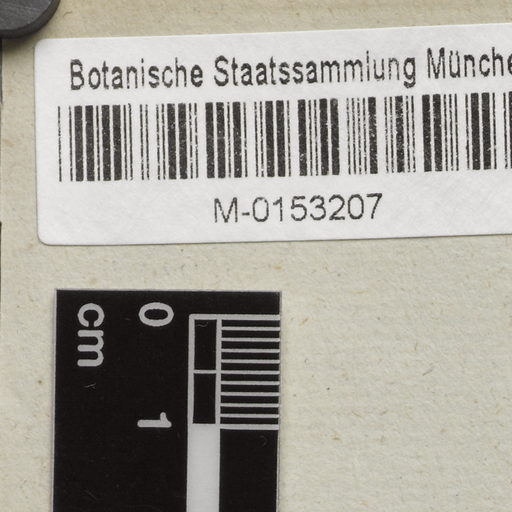 Botanische Staatssammlung Münche
M-0153207
cm
0
1